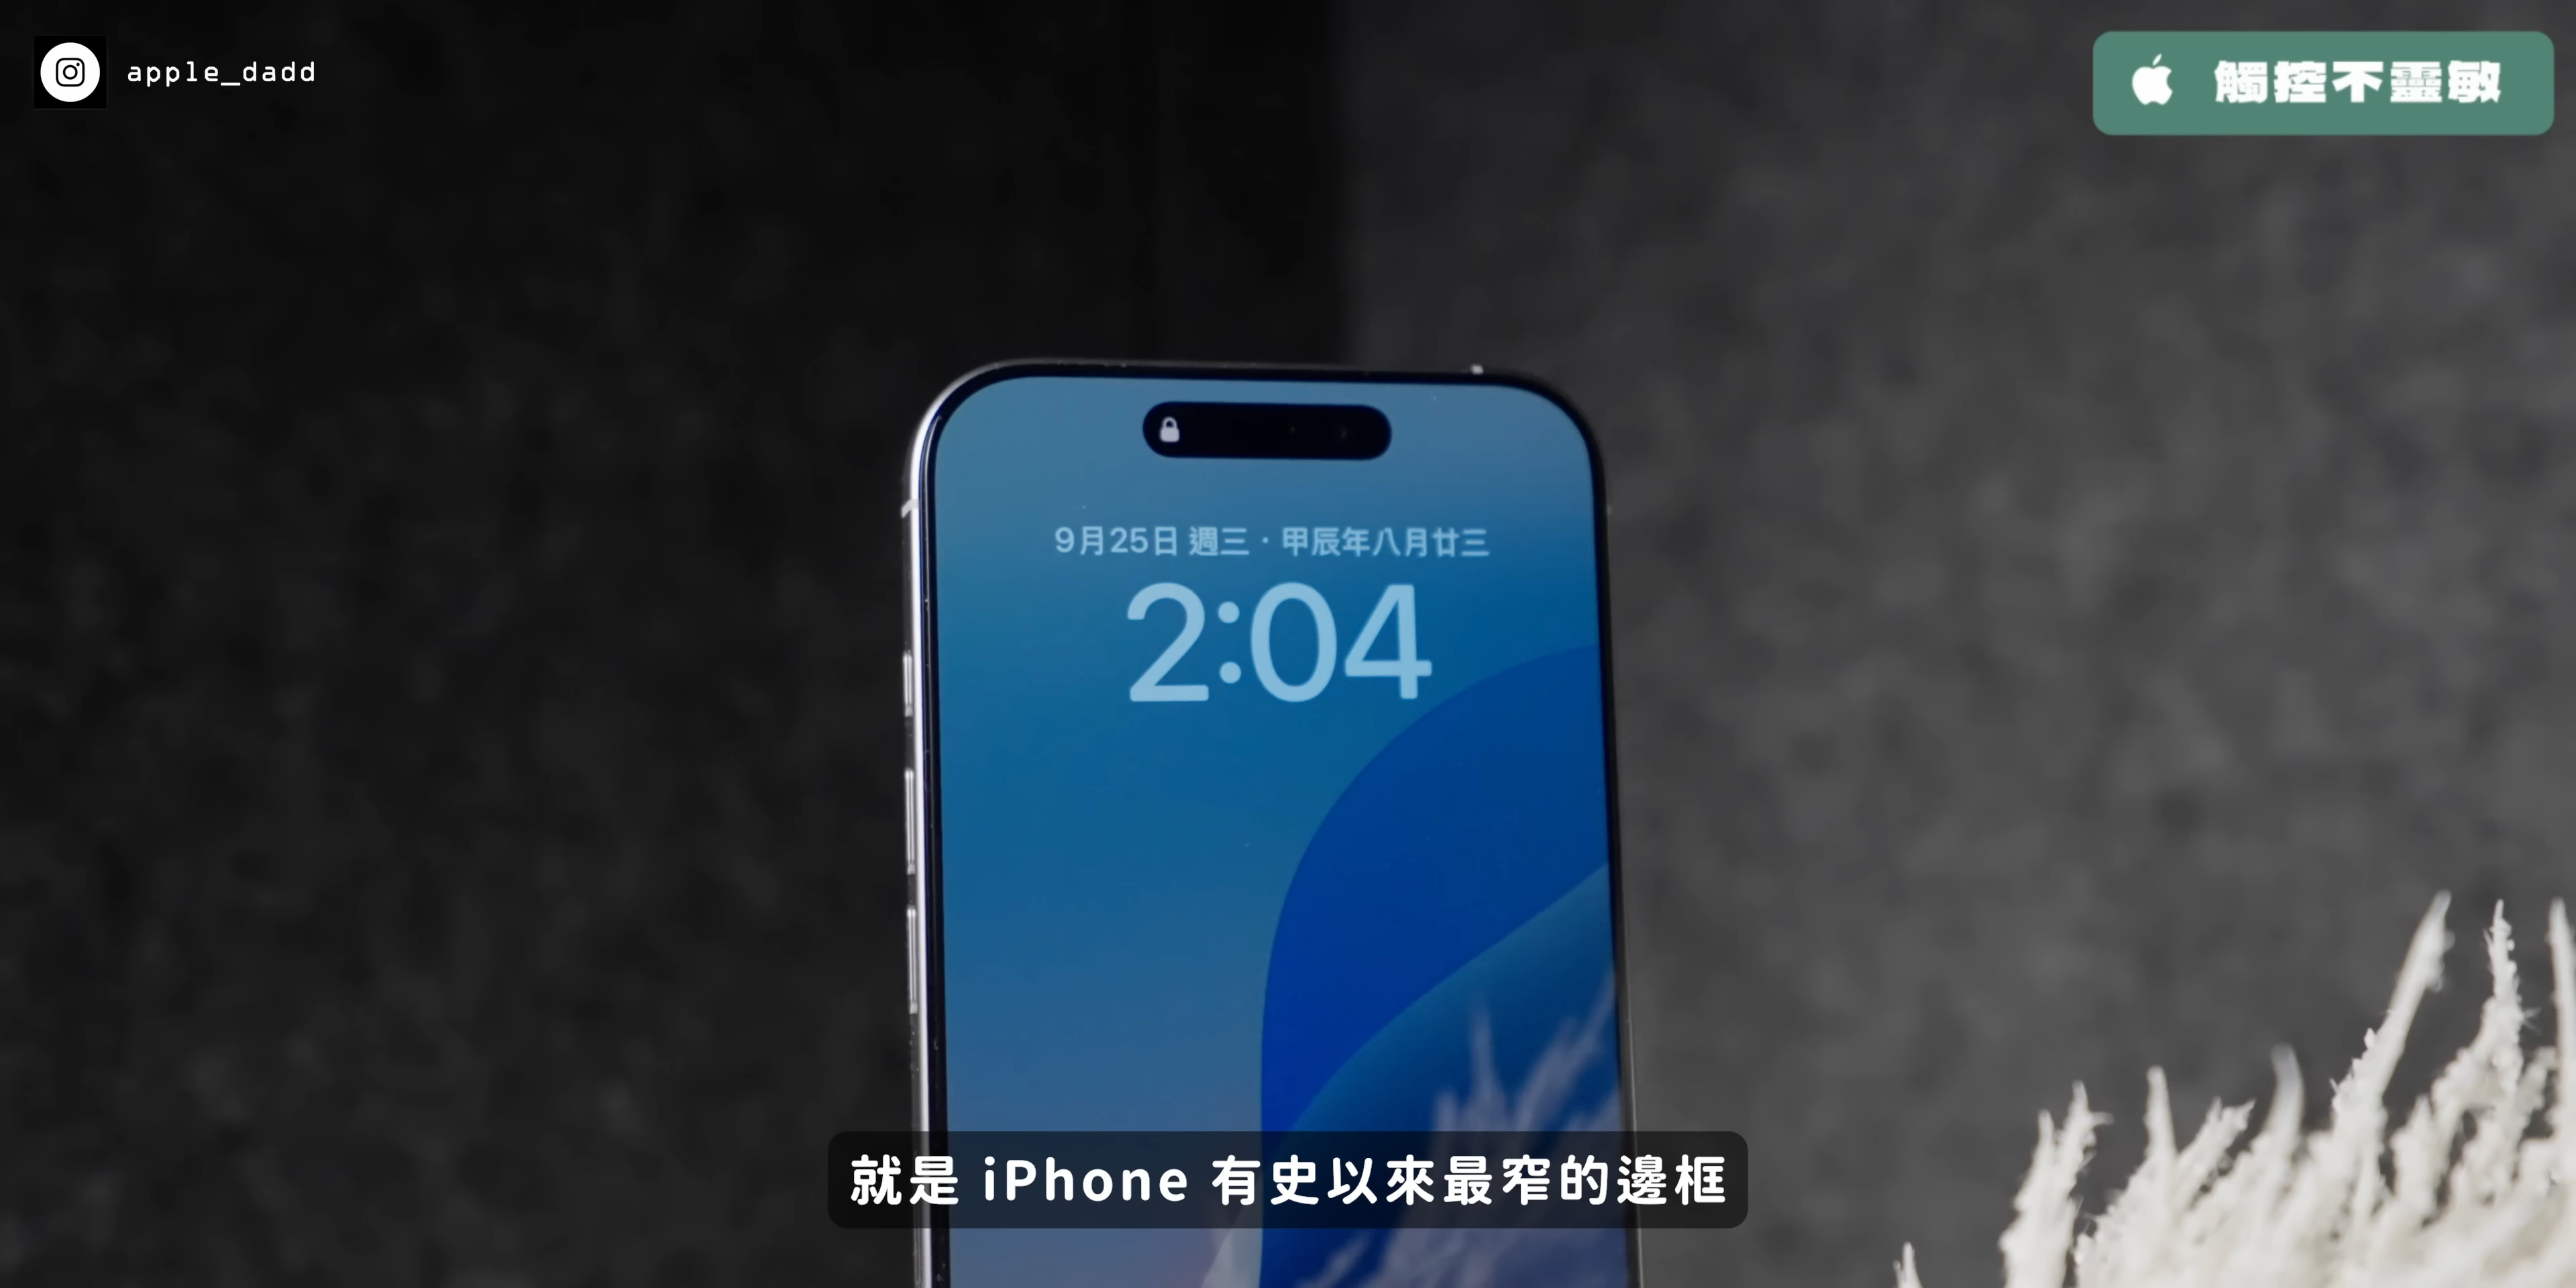 apple_dadd
觸控不靈敏
9月25日 週三・甲辰年八月廿三
2:04
就是 iPhone 有史以來最窄的邊框